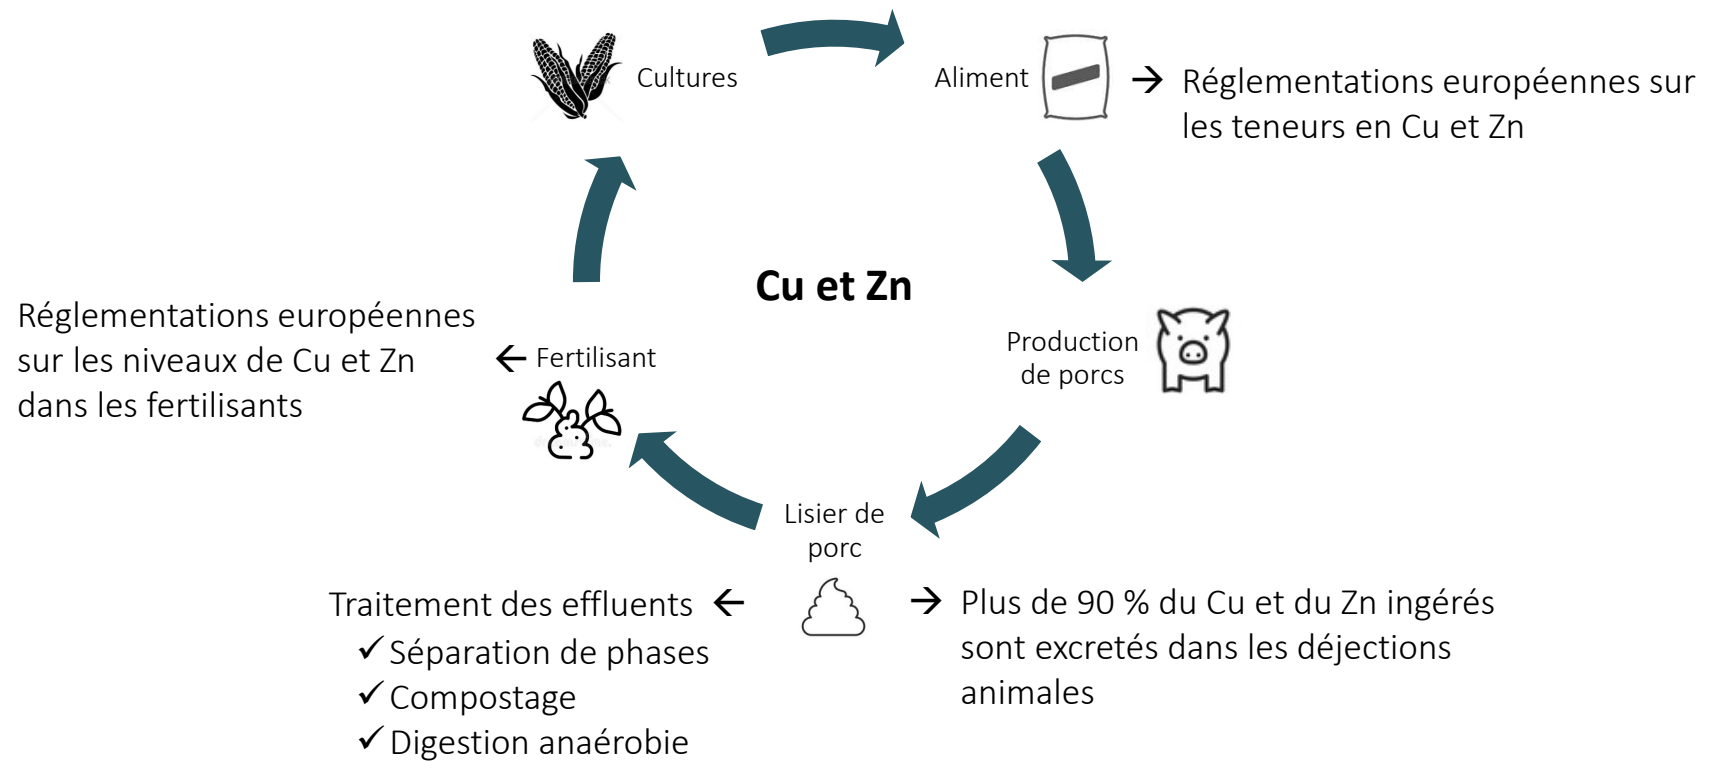 Cultures
Aliment
→ Réglementations européennes sur
les teneurs en Cu et Zn
Cu et Zn
Réglementations européennes
sur les niveaux de Cu et Zn
dans les fertilisants
← Fertilisant
Production
de porcs
Lisier de
porc
Traitement des effluents ←
✓ Séparation de phases
✓ Compostage
✓ Digestion anaérobie
→ Plus de 90 % du Cu et du Zn ingérés
sont excretés dans les déjections
animales